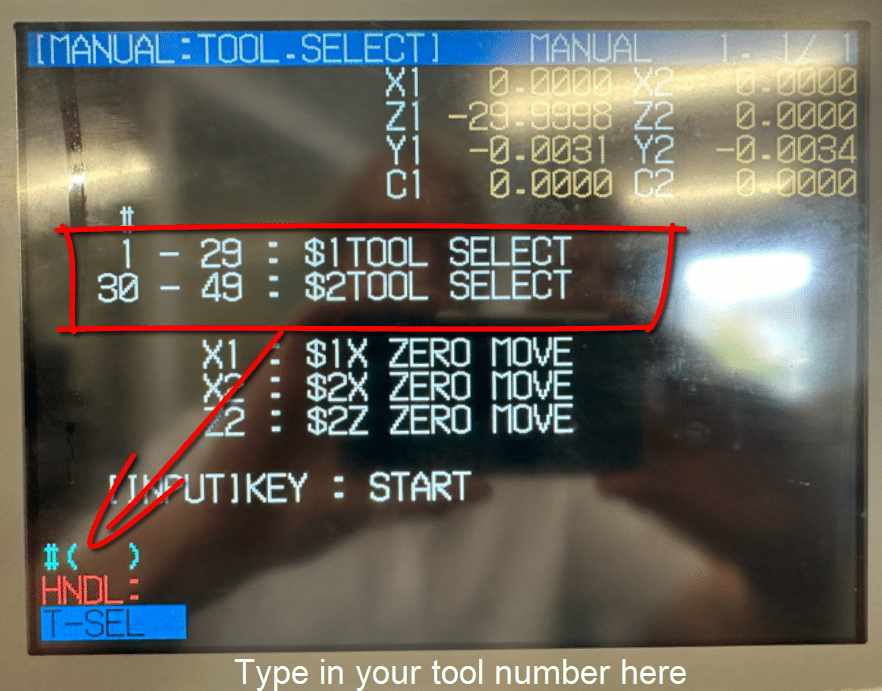 [MANUAL:TOOL.SELECT] MANUAL 1. 1/ 1
X1 0.0000 X2 0.0000
Z1 -29.9998 Z2 0.0000
Y1 -0.0031 Y2 -0.0034
C1 0.0000 C2 0.0000
#
1 - 29 : $1TOOL SELECT
30 - 49 : $2TOOL SELECT
X1 : $1X ZERO MOVE
X2 : $2X ZERO MOVE
Z2 : $2Z ZERO MOVE
[INPUT]KEY : START
#( )
HNDL:
T-SEL
Type in your tool number here